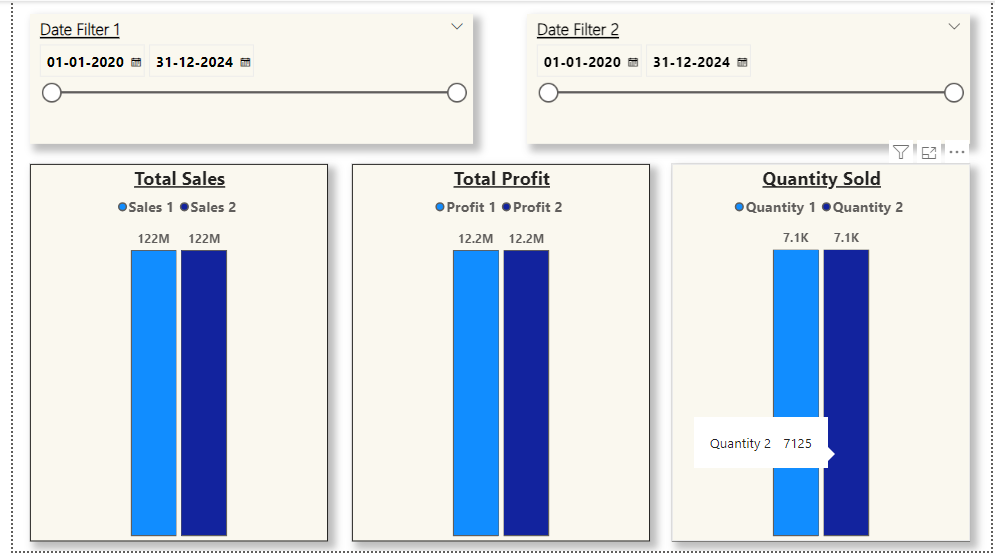 Date Filter 1
01-01-2020 31-12-2024
Date Filter 2
01-01-2020 31-12-2024
Total Sales
Sales 1 Sales 2
122M 122M
Total Profit
Profit 1 Profit 2
12.2M 12.2M
Quantity Sold
Quantity 1 Quantity 2
7.1K 7.1K
Quantity 2 7125